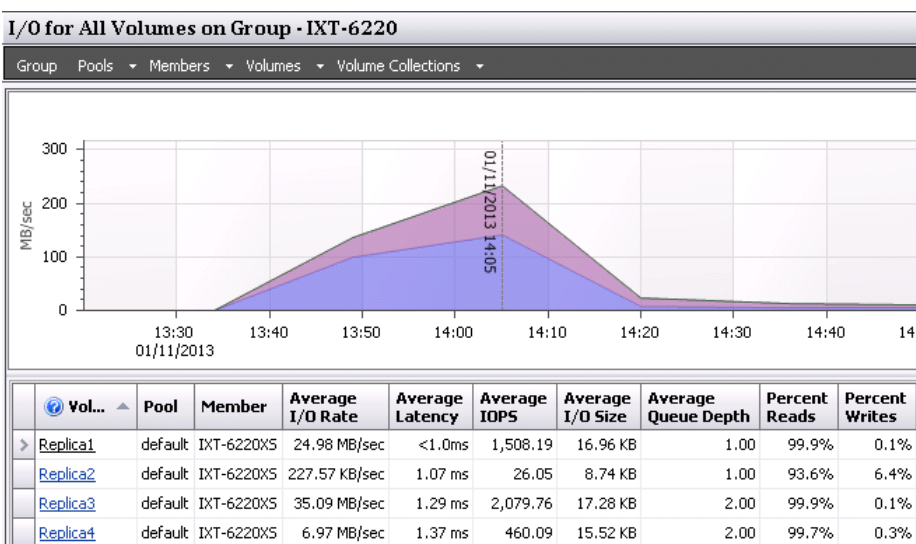 I/O for All Volumes on Group - IXT-6220
Group Pools Members Volumes Volume Collections
300
200
100
0
MB/sec
01/11/2013 14:05
13:30 13:40 13:50 14:00 14:10 14:20 14:30 14:40 14
01/11/2013
Vol... Pool Member Average I/O Rate Average Latency Average IOPS Average I/O Size Average Queue Depth Percent Reads Percent Writes
Replica1 default IXT-6220XS 24.98 MB/sec <1.0ms 1,508.19 16.96 KB 1.00 99.9% 0.1%
Replica2 default IXT-6220XS 227.57 KB/sec 1.07 ms 26.05 8.74 KB 1.00 93.6% 6.4%
Replica3 default IXT-6220XS 35.09 MB/sec 1.29 ms 2,079.76 17.28 KB 2.00 99.9% 0.1%
Replica4 default IXT-6220XS 6.97 MB/sec 1.37 ms 460.09 15.52 KB 2.00 99.7% 0.3%